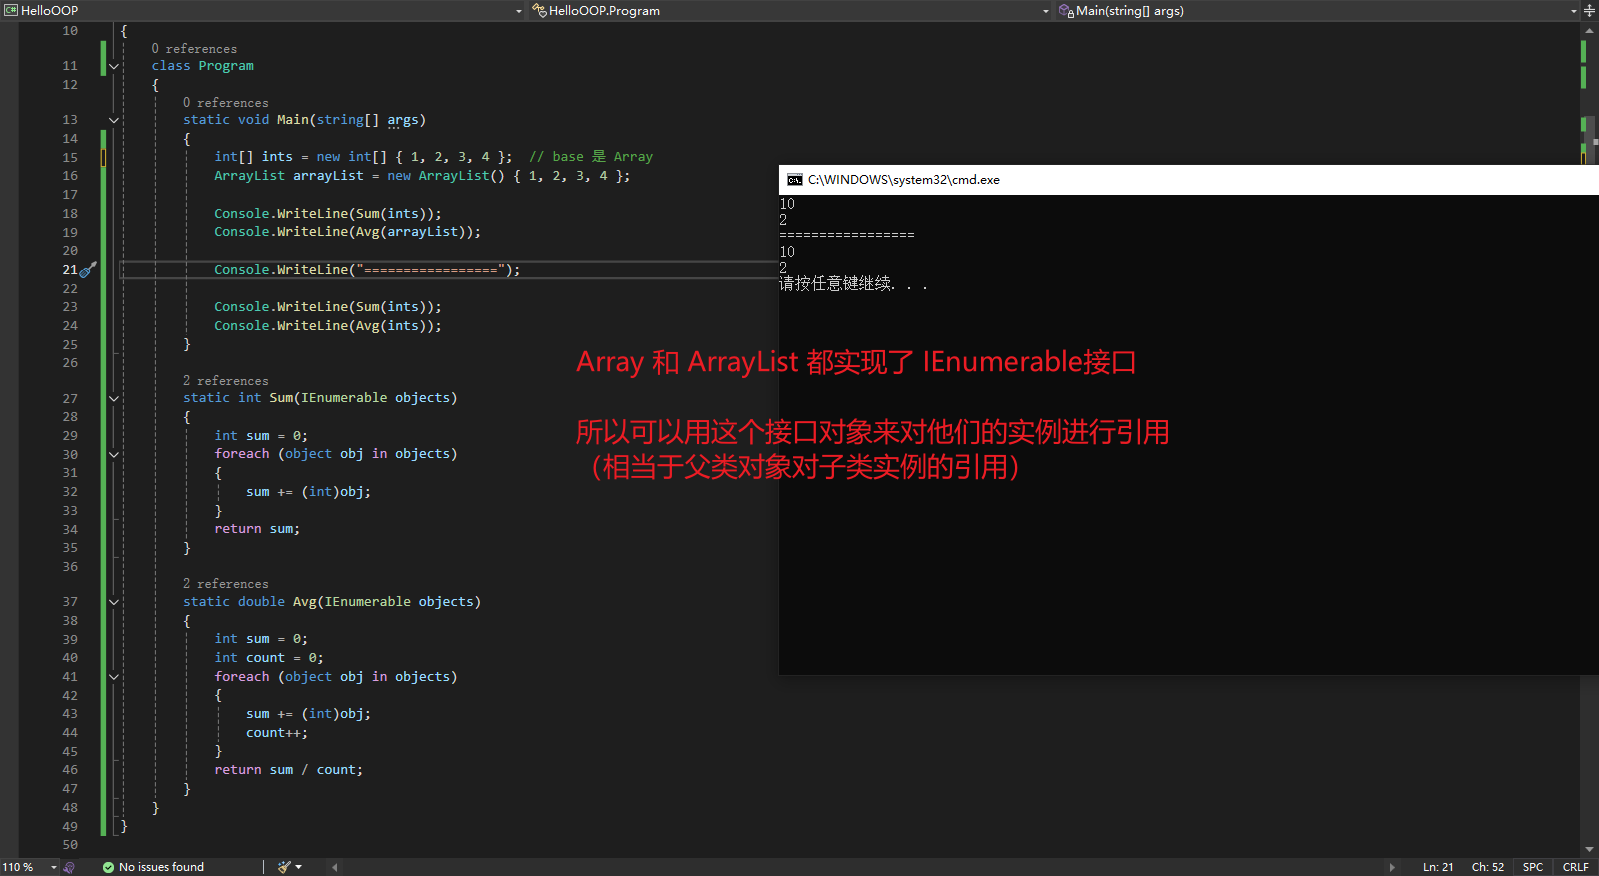 HelloOOP
HelloOOP.Program
Main(string[] args)
10 {
0 references
11 class Program
12 {
0 references
13 static void Main(string[] args)
14 {
15 int[] ints = new int[] { 1, 2, 3, 4 };  // base 是 Array
16 ArrayList arrayList = new ArrayList() { 1, 2, 3, 4 };
17
18 Console.WriteLine(Sum(ints));
19 Console.WriteLine(Avg(arrayList));
20
21 Console.WriteLine("=================");
22
23 Console.WriteLine(Sum(ints));
24 Console.WriteLine(Avg(ints));
25 }
26
2 references
27 static int Sum(IEnumerable objects)
28 {
29 int sum = 0;
30 foreach (object obj in objects)
31 {
32 sum += (int)obj;
33 }
34 return sum;
35 }
36
2 references
37 static double Avg(IEnumerable objects)
38 {
39 int sum = 0;
40 int count = 0;
41 foreach (object obj in objects)
42 {
43 sum += (int)obj;
44 count++;
45 }
46 return sum / count;
47 }
48 }
49 }
50
C:\WINDOWS\system32\cmd.exe
10
2
=================
10
2
请按任意键继续. . .
Array 和 ArrayList 都实现了 IEnumerable接口
所以可以用这个接口对象来对他们的实例进行引用
（相当于父类对象对子类实例的引用）
110 %
No issues found
Ln: 21
Ch: 52
SPC
CRLF